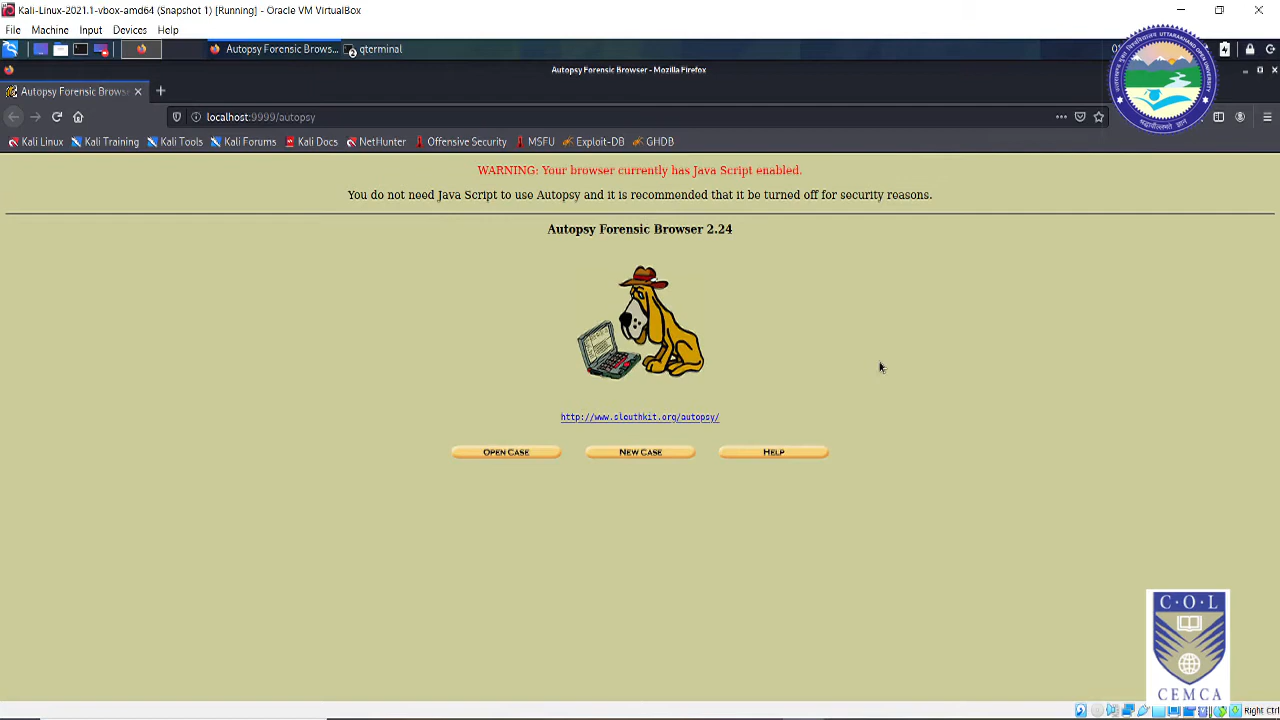 Kali-Linux-2021.1-vbox-amd64 (Snapshot 1) [Running] - Oracle VM VirtualBox
File Machine Input Devices Help
Autopsy Forensic Brows... qterminal
Autopsy Forensic Browser - Mozilla Firefox
Autopsy Forensic Browse
localhost:9999/autopsy
Kali Linux Kali Training Kali Tools Kali Forums Kali Docs NetHunter Offensive Security MSFU Exploit-DB GHDB
WARNING: Your browser currently has Java Script enabled.
You do not need Java Script to use Autopsy and it is recommended that it be turned off for security reasons.
Autopsy Forensic Browser 2.24
http://www.sleuthkit.org/autopsy/
OPEN CASE NEW CASE HELP
C·O·L
CEMCA
Right Ctrl